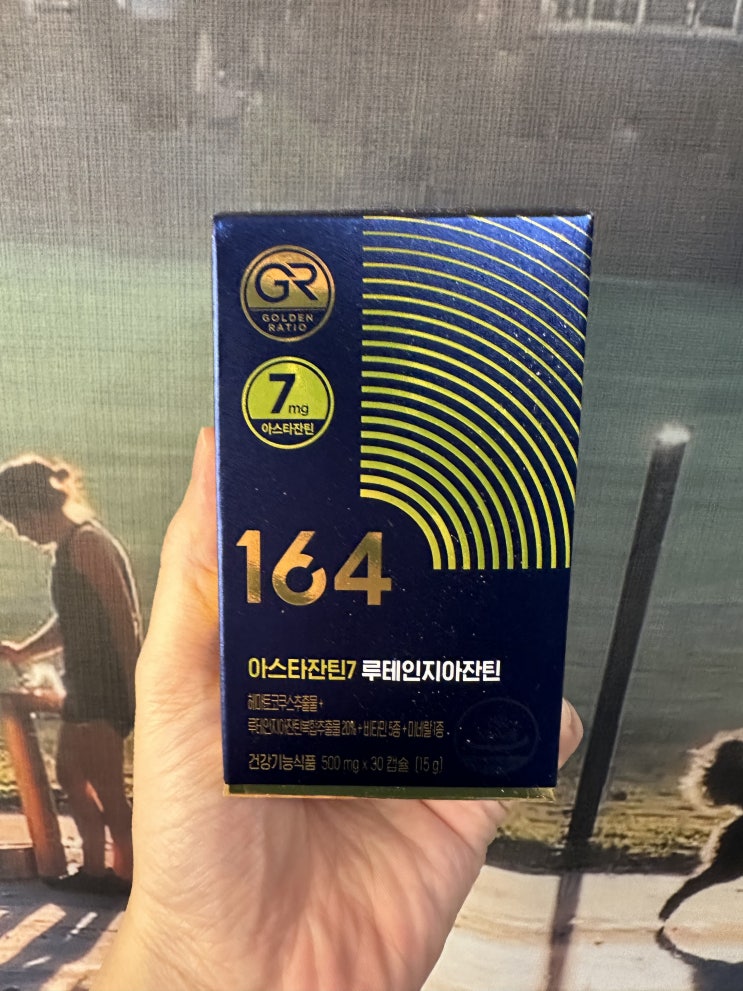 GR
GOLDEN
RATIO
7mg
아스타잔틴
164
아스타잔틴7 루테인지아잔틴
헤마토코쿠스추출물 +
루테인지아잔틴복합추출물 20% + 비타민 5종 + 미네랄 1종
건강기능식품 500 mg x 30 캡슐 (15 g)